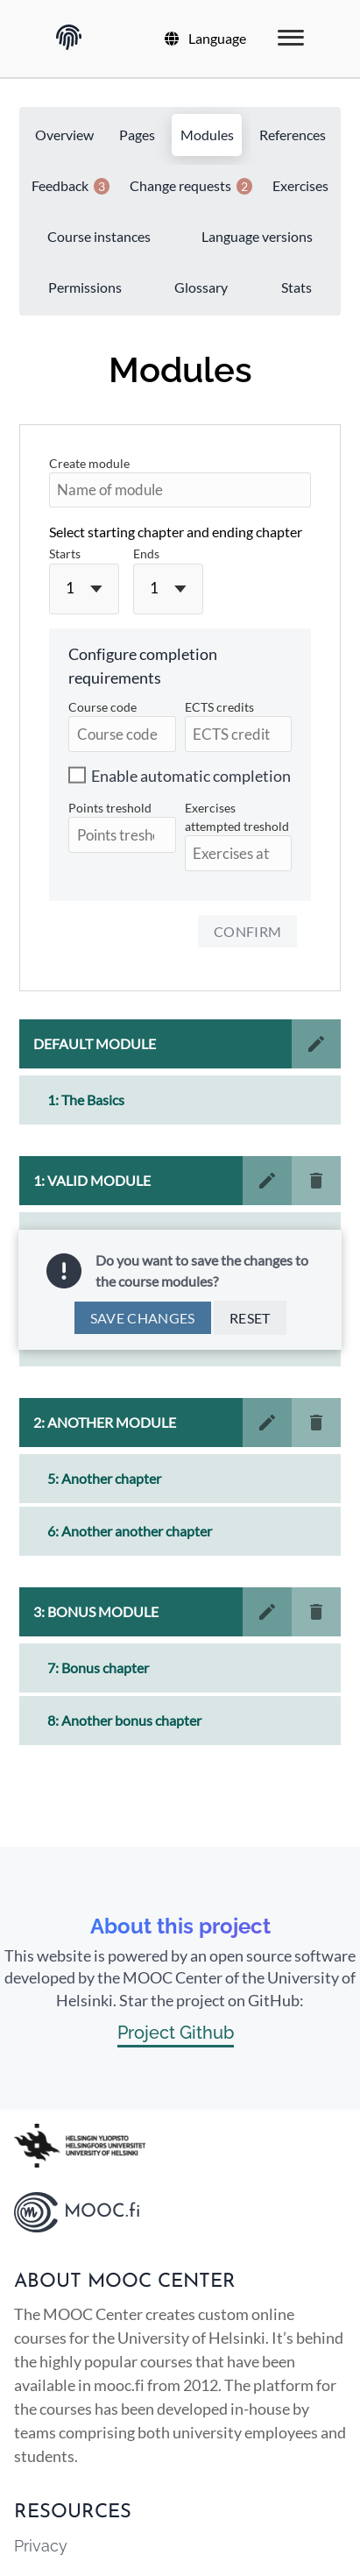 Language
Overview Pages Modules References
Feedback 3 Change requests 2 Exercises
Course instances Language versions
Permissions Glossary Stats
Modules
Create module
Name of module
Select starting chapter and ending chapter
Starts Ends
1 1
Configure completion
requirements
Course code ECTS credits
Course code ECTS credit
Enable automatic completion
Points treshold Exercises
attempted treshold
Points tresh Exercises at
CONFIRM
DEFAULT MODULE
1: The Basics
1: VALID MODULE
Do you want to save the changes to
the course modules?
SAVE CHANGES RESET
2: ANOTHER MODULE
5: Another chapter
6: Another another chapter
3: BONUS MODULE
7: Bonus chapter
8: Another bonus chapter
About this project
This website is powered by an open source software
developed by the MOOC Center of the University of
Helsinki. Star the project on GitHub:
Project Github
HELSINGIN YLIOPISTO
HELSINGFORS UNIVERSITET
UNIVERSITY OF HELSINKI
MOOC.fi
ABOUT MOOC CENTER
The MOOC Center creates custom online
courses for the University of Helsinki. It's behind
the highly popular courses that have been
available in mooc.fi from 2012. The platform for
the courses has been developed in-house by
teams comprising both university employees and
students.
RESOURCES
Privacy